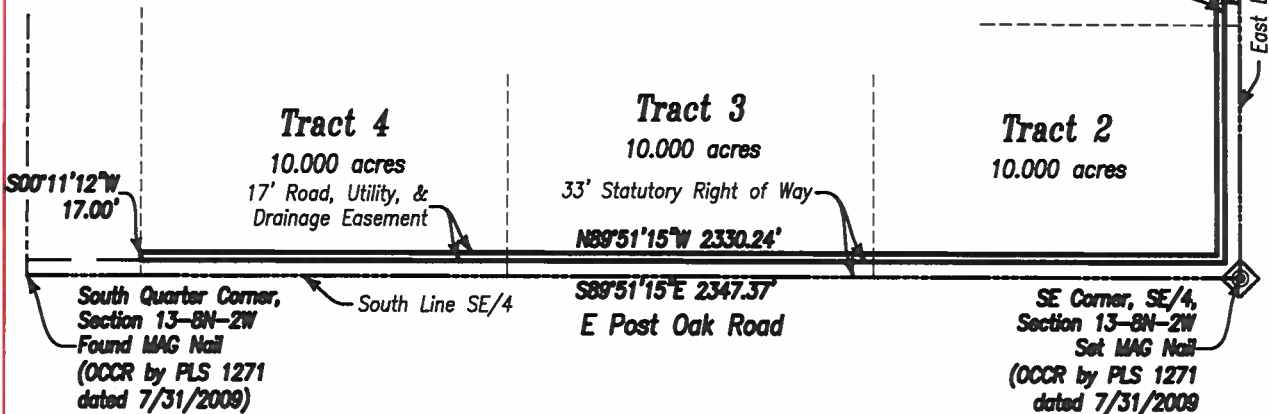 East
Tract 4
10.000 acres
17' Road, Utility, &
Drainage Easement
S00°11'12"W
17.00'
Tract 3
10.000 acres
33' Statutory Right of Way
Tract 2
10.000 acres
N89°51'15"W 2330.24'
S89°51'15"E 2347.37'
E Post Oak Road
South Line SE/4
South Quarter Corner,
Section 13-8N-2W
Found MAG Nail
(OCCR by PLS 1271
dated 7/31/2009)
SE Corner, SE/4,
Section 13-8N-2W
Set MAG Nail
(OCCR by PLS 1271
dated 7/31/2009